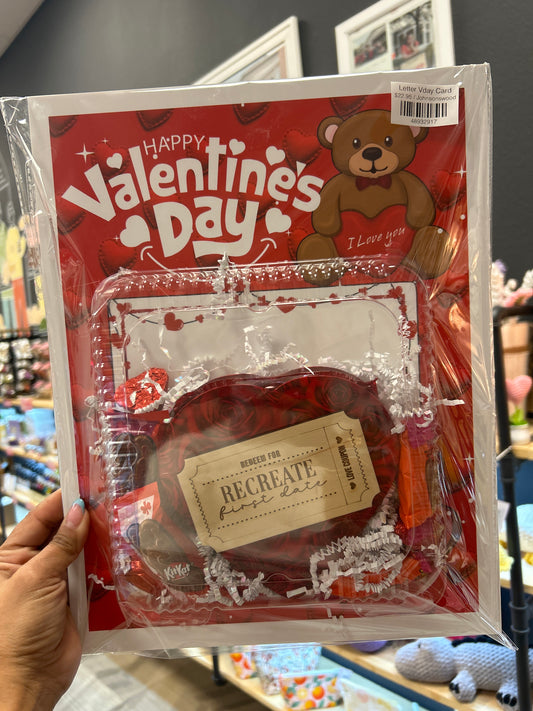 Letter Vday Card
$22.95 / Johnsonswood
48932917
HAPPY
Valentine's
Day
I Love you
REDEEM FOR
RECREATE
first date
LOVE COUPON
KitKat